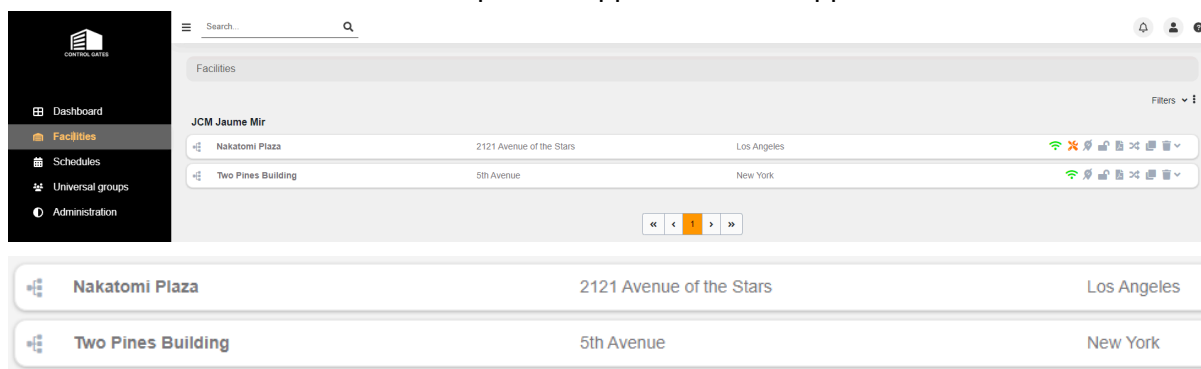 Search...
CONTROL GATES
Facilities
Filters
Dashboard
JCM Jaume Mir
Facilities
Nakatomi Plaza 2121 Avenue of the Stars Los Angeles
Schedules
Two Pines Building 5th Avenue New York
Universal groups
Administration
« < 1 > »
Nakatomi Plaza 2121 Avenue of the Stars Los Angeles
Two Pines Building 5th Avenue New York